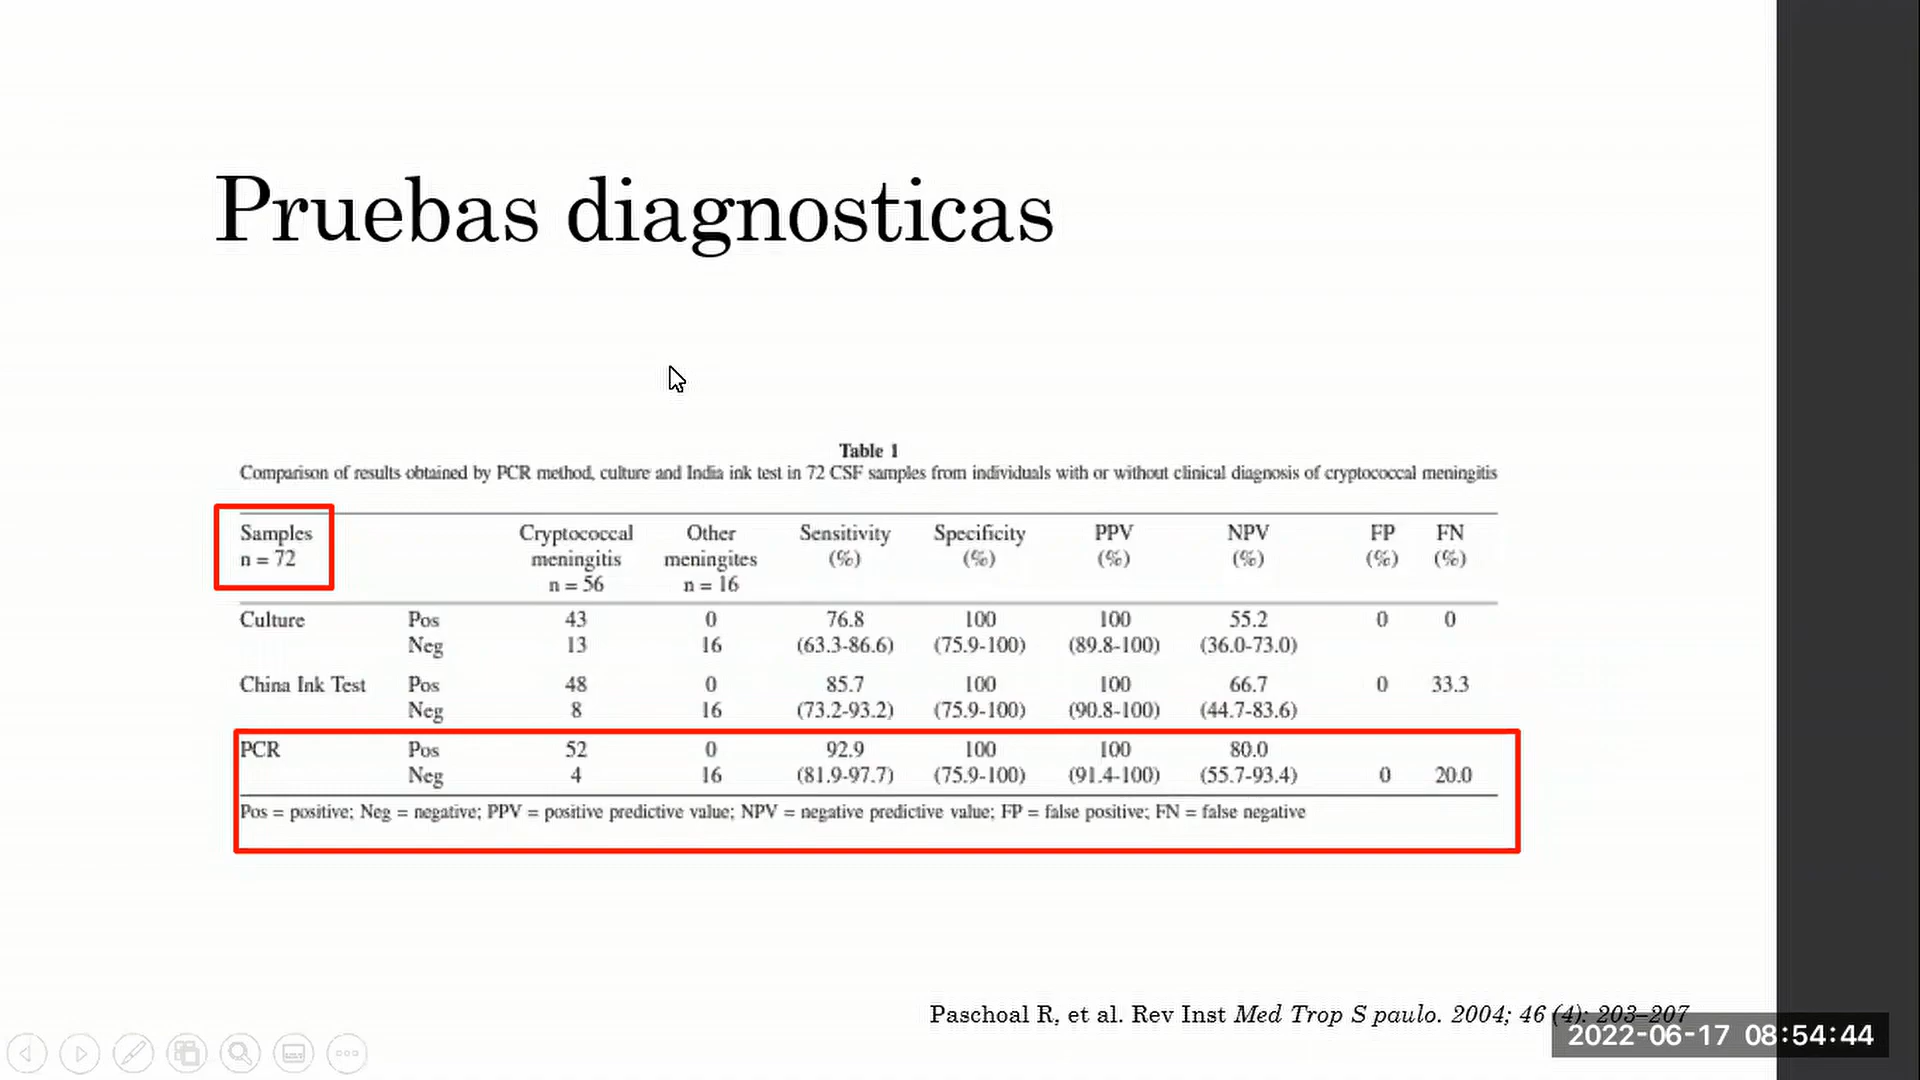 Pruebas diagnosticas
Table 1
Comparison of results obtained by PCR method, culture and India ink test in 72 CSF samples from individuals with or without clinical diagnosis of cryptococcal meningitis
Samples Cryptococcal Other Sensitivity Specificity PPV NPV FP FN
n = 72 meningitis meningites (%) (%) (%) (%) (%) (%)
n = 56 n = 16
Culture Pos 43 0 76.8 100 100 55.2 0 0
Neg 13 16 (63.3-86.6) (75.9-100) (89.8-100) (36.0-73.0)
China Ink Test Pos 48 0 85.7 100 100 66.7 0 33.3
Neg 8 16 (73.2-93.2) (75.9-100) (90.8-100) (44.7-83.6)
PCR Pos 52 0 92.9 100 100 80.0
Neg 4 16 (81.9-97.7) (75.9-100) (91.4-100) (55.7-93.4) 0 20.0
Pos = positive; Neg = negative; PPV = positive predictive value; NPV = negative predictive value; FP = false positive; FN = false negative
Paschoal R, et al. Rev Inst Med Trop S paulo. 2004; 46 (4): 203–207
2022-06-17 08:54:44